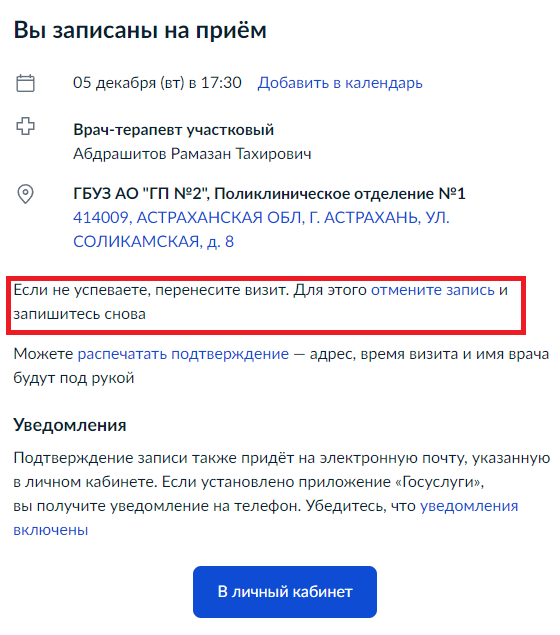 Вы записаны на приём
05 декабря (вт) в 17:30 Добавить в календарь
Врач-терапевт участковый
Абдрашитов Рамазан Тахирович
ГБУЗ АО "ГП №2", Поликлиническое отделение №1
414009, АСТРАХАНСКАЯ ОБЛ, Г. АСТРАХАНЬ, УЛ.
СОЛИКАМСКАЯ, д. 8
Если не успеваете, перенесите визит. Для этого отмените запись и
запишитесь снова
Можете распечатать подтверждение — адрес, время визита и имя врача
будут под рукой
Уведомления
Подтверждение записи также придёт на электронную почту, указанную
в личном кабинете. Если установлено приложение «Госуслуги»,
вы получите уведомление на телефон. Убедитесь, что уведомления
включены
В личный кабинет